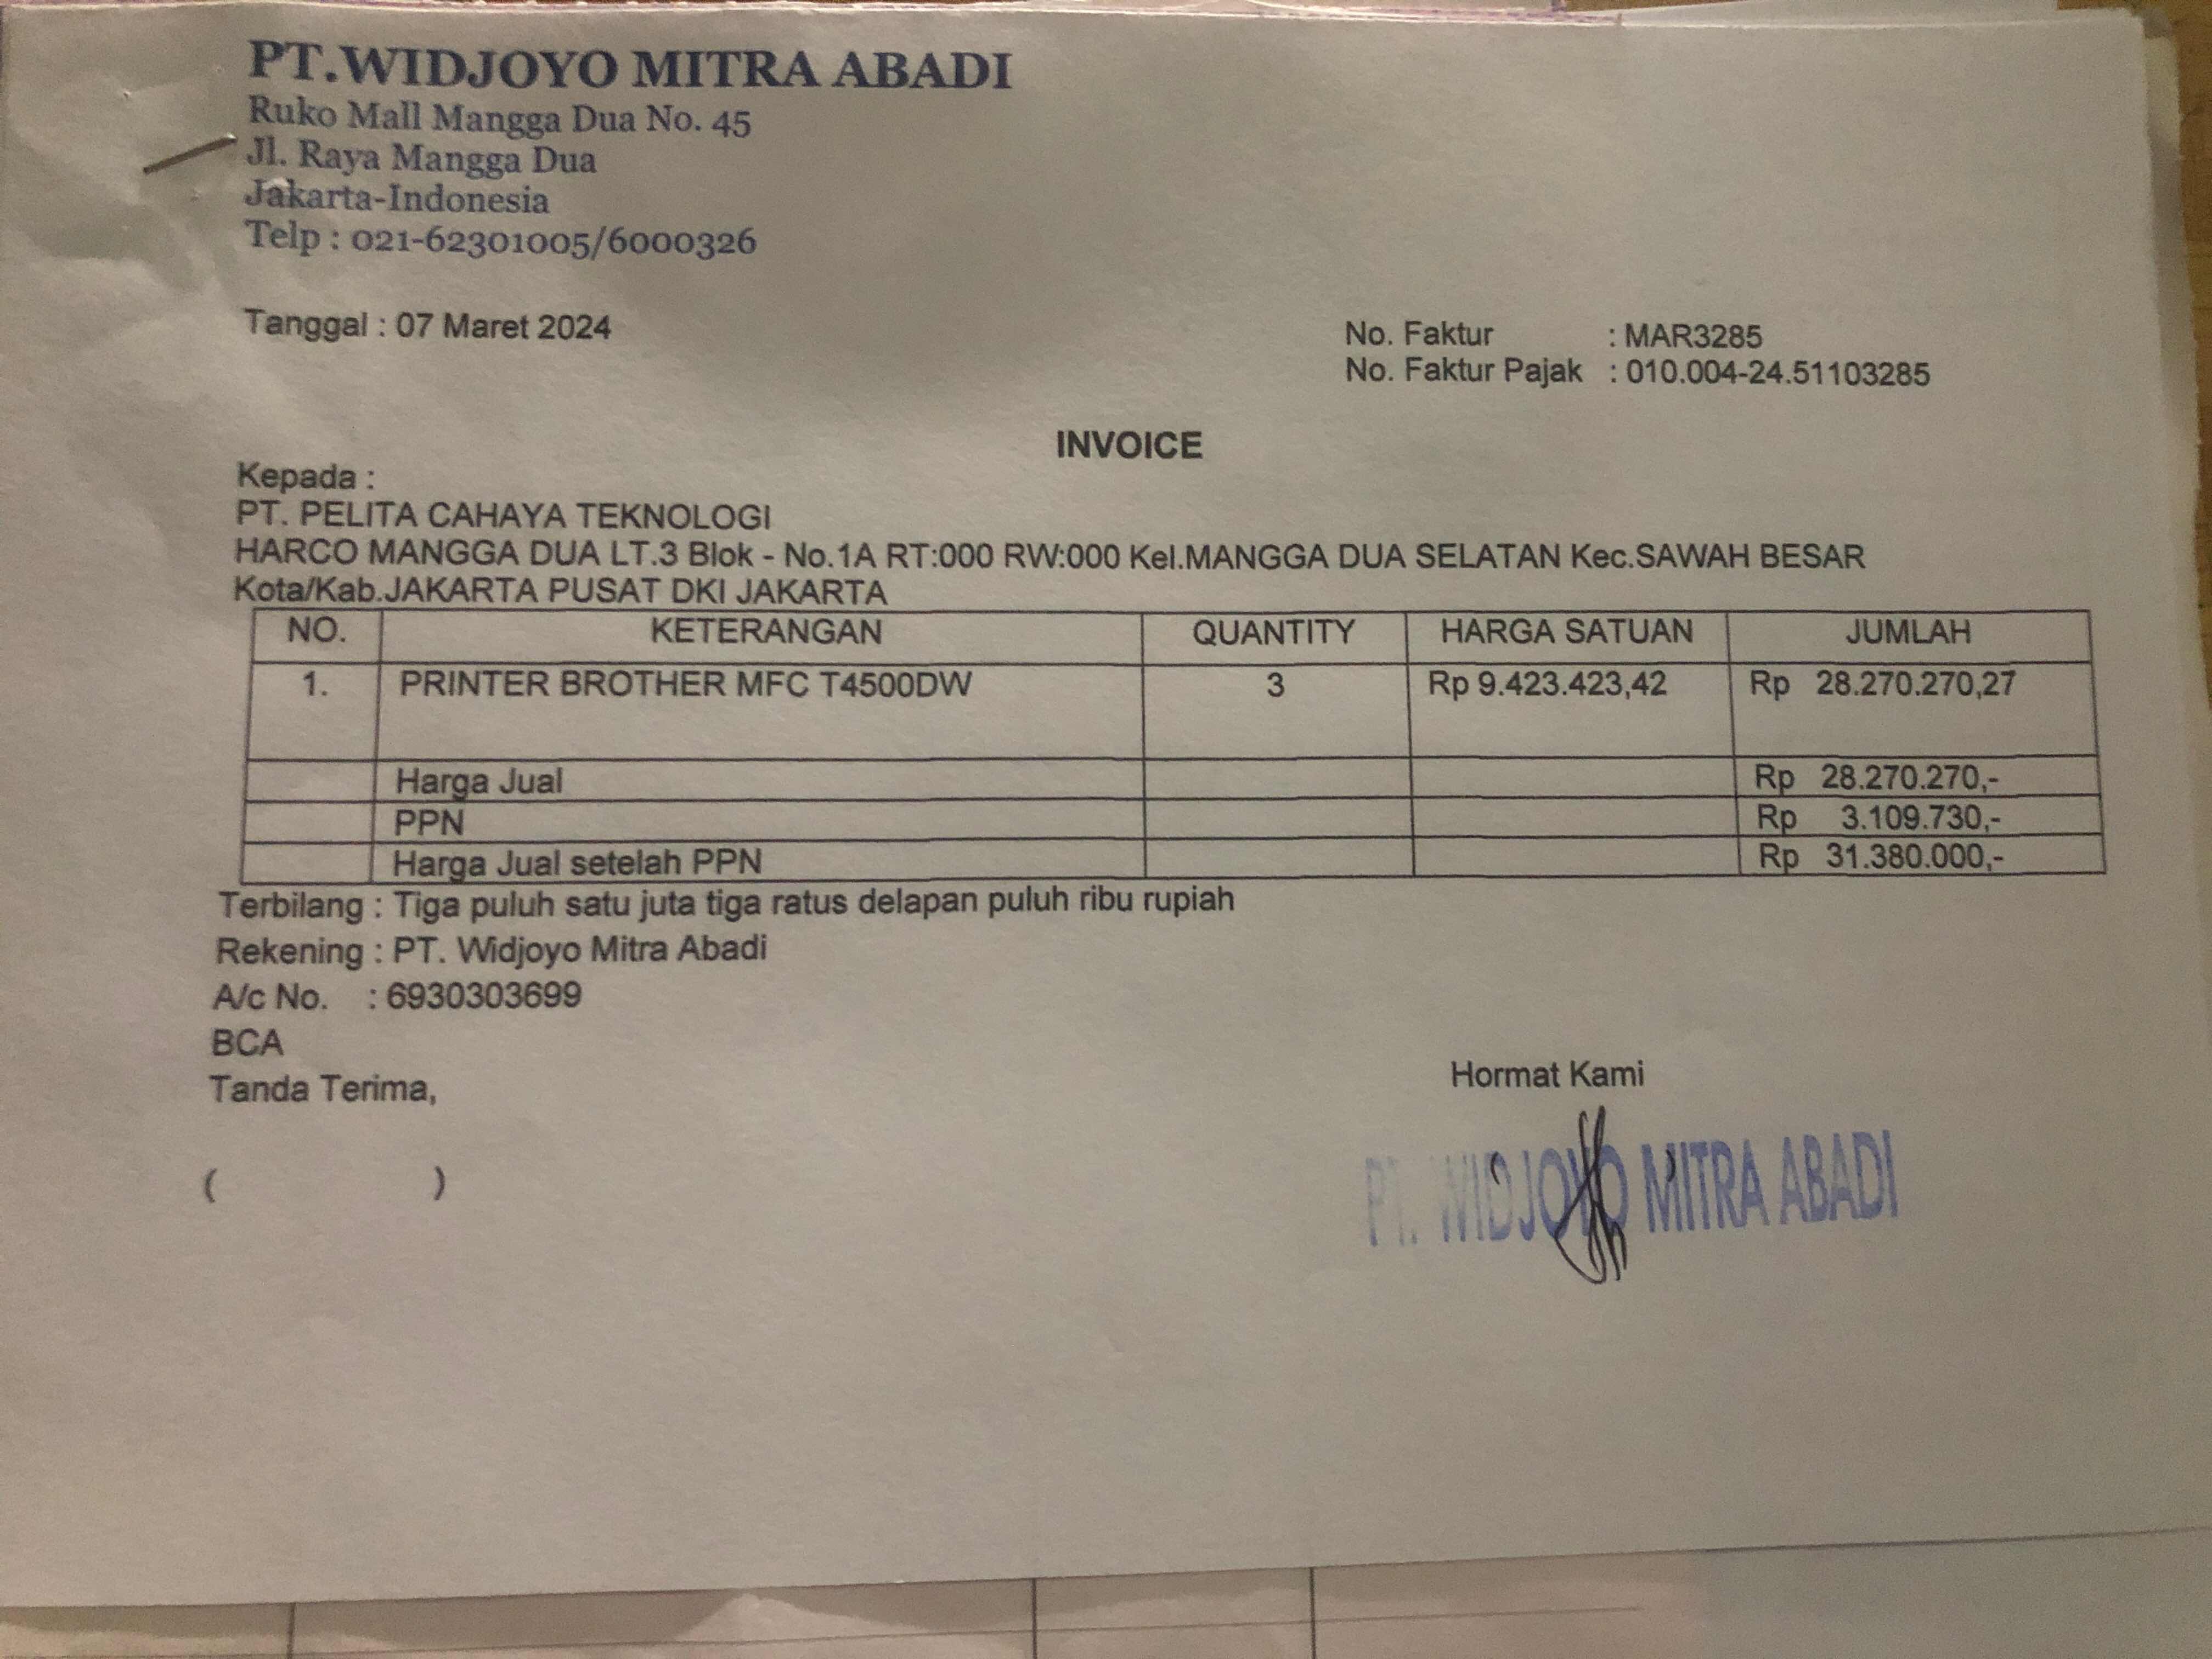 PT.WIDJOYO MITRA ABADI
Ruko Mall Mangga Dua No. 45
Jl. Raya Mangga Dua
Jakarta-Indonesia
Telp : 021-62301005/6000326
Tanggal : 07 Maret 2024
No. Faktur : MAR3285
No. Faktur Pajak : 010.004-24.51103285
INVOICE
Kepada :
PT. PELITA CAHAYA TEKNOLOGI
HARCO MANGGA DUA LT.3 Blok - No.1A RT:000 RW:000 Kel.MANGGA DUA SELATAN Kec.SAWAH BESAR
Kota/Kab.JAKARTA PUSAT DKI JAKARTA
NO. KETERANGAN QUANTITY HARGA SATUAN JUMLAH
1. PRINTER BROTHER MFC T4500DW 3 Rp 9.423.423,42 Rp 28.270.270,27
Harga Jual Rp 28.270.270,-
PPN Rp 3.109.730,-
Harga Jual setelah PPN Rp 31.380.000,-
Terbilang : Tiga puluh satu juta tiga ratus delapan puluh ribu rupiah
Rekening : PT. Widjoyo Mitra Abadi
A/c No. : 6930303699
BCA
Tanda Terima,
Hormat Kami
( )
PT. WIDJOYO MITRA ABADI